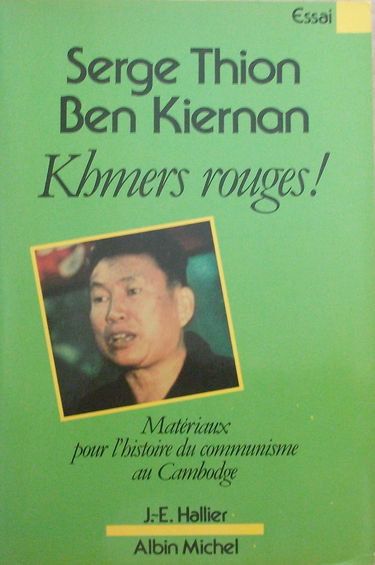 Essai
Serge Thion
Ben Kiernan
Khmers rouges!
Matériaux
pour l'histoire du communisme
au Cambodge
J.-E. Hallier
Albin Michel